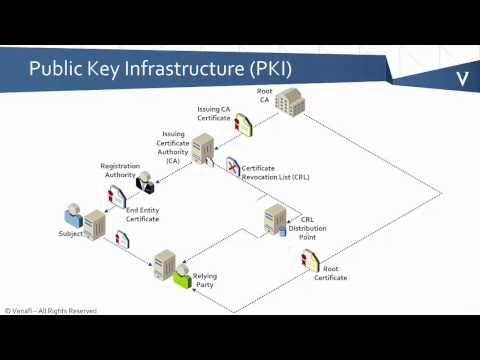 Public Key Infrastructure (PKI)
V
Root
CA
Issuing CA
Certificate
Issuing
Certificate
Authority
(CA)
Certificate
Revocation List (CRL)
Registration
Authority
End Entity
Certificate
Subject
CRL
Distribution
Point
Relying
Party
Root
Certificate
© Venafi – All Rights Reserved